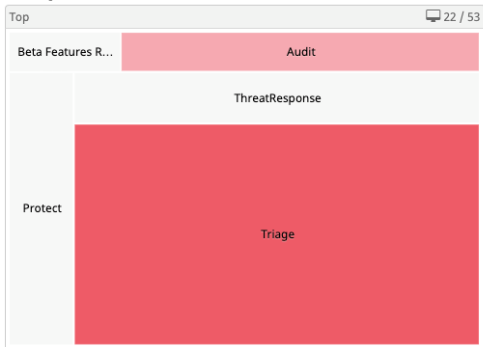 Top 22 / 53
Beta Features R... Audit
ThreatResponse
Protect
Triage